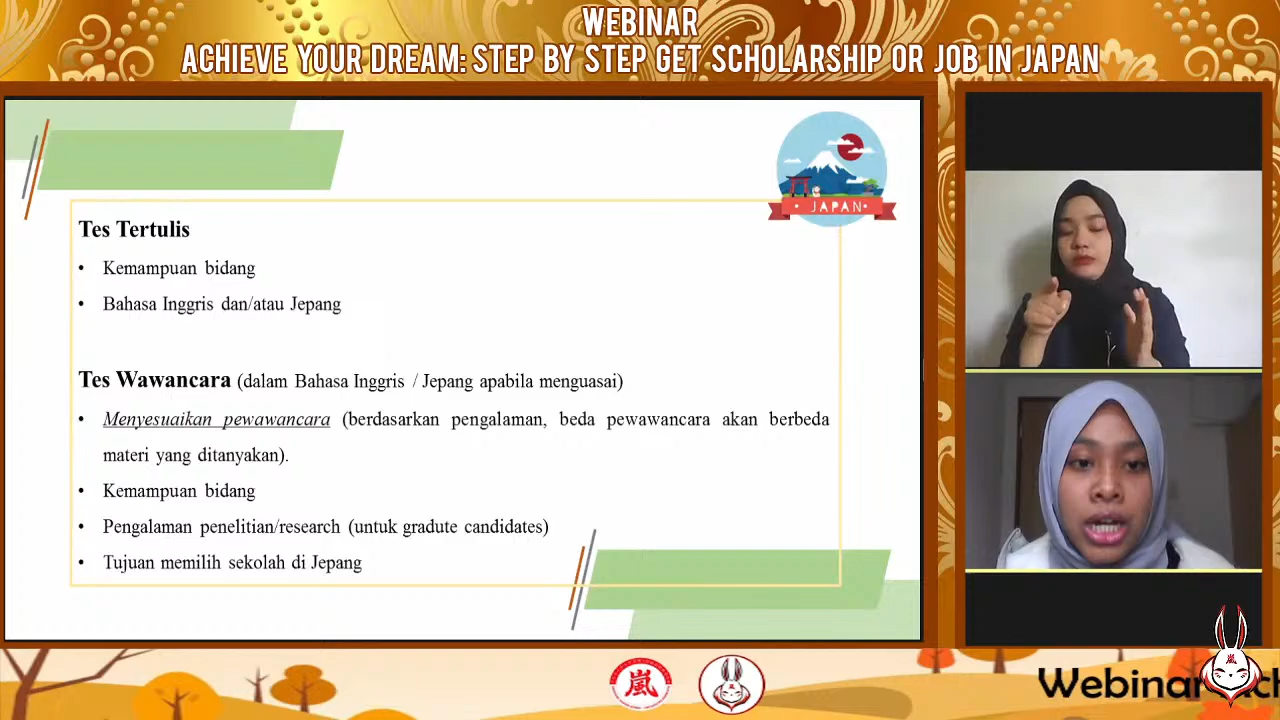 WEBINAR
ACHIEVE YOUR DREAM: STEP BY STEP GET SCHOLARSHIP OR JOB IN JAPAN
• JAPAN •
Tes Tertulis
• Kemampuan bidang
• Bahasa Inggris dan/atau Jepang
Tes Wawancara (dalam Bahasa Inggris / Jepang apabila menguasai)
• Menyesuaikan pewawancara (berdasarkan pengalaman, beda pewawancara akan berbeda
materi yang ditanyakan).
• Kemampuan bidang
• Pengalaman penelitian/research (untuk gradute candidates)
• Tujuan memilih sekolah di Jepang
嵐
Webinar